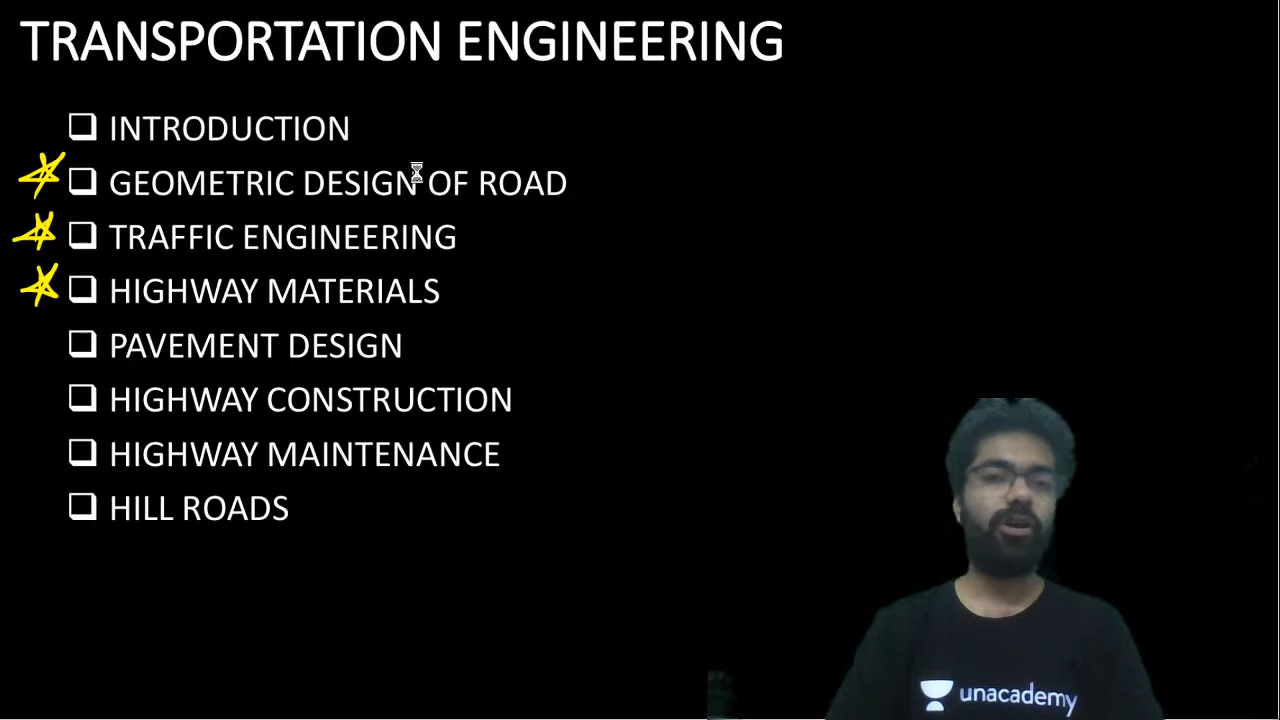 TRANSPORTATION ENGINEERING
INTRODUCTION
GEOMETRIC DESIGN OF ROAD
TRAFFIC ENGINEERING
HIGHWAY MATERIALS
PAVEMENT DESIGN
HIGHWAY CONSTRUCTION
HIGHWAY MAINTENANCE
HILL ROADS
unacademy